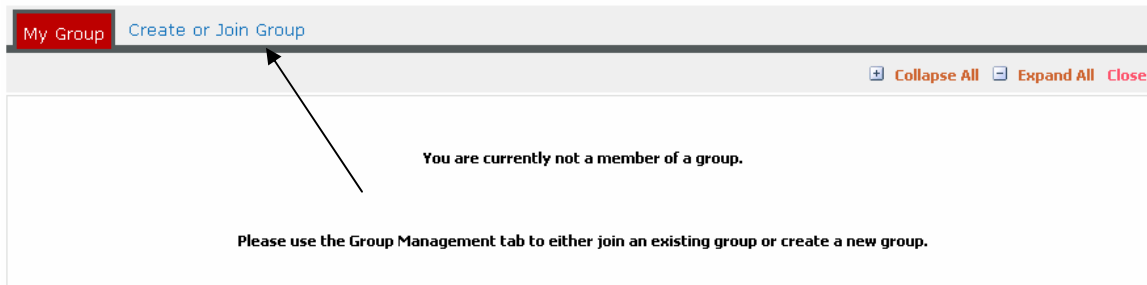 My Group Create or Join Group
Collapse All Expand All Close
You are currently not a member of a group.
Please use the Group Management tab to either join an existing group or create a new group.